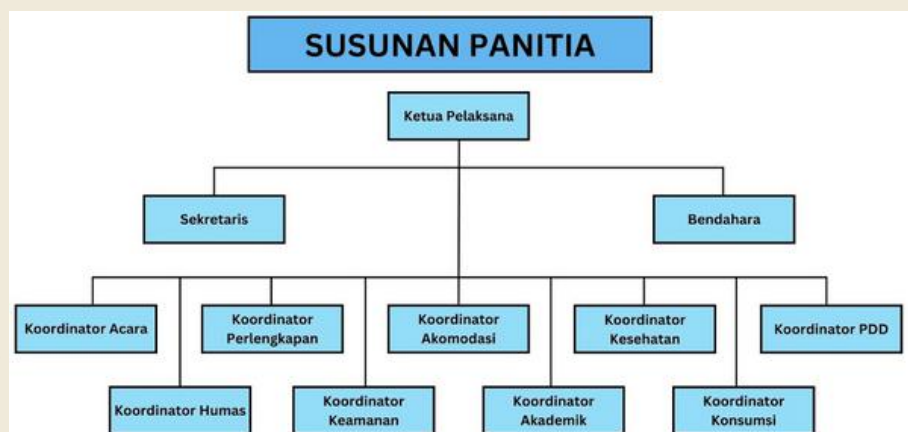 SUSUNAN PANITIA
Ketua Pelaksana
Sekretaris
Bendahara
Koordinator Acara
Koordinator
Perlengkapan
Koordinator
Akomodasi
Koordinator
Kesehatan
Koordinator PDD
Koordinator Humas
Koordinator
Keamanan
Koordinator
Akademik
Koordinator
Konsumsi